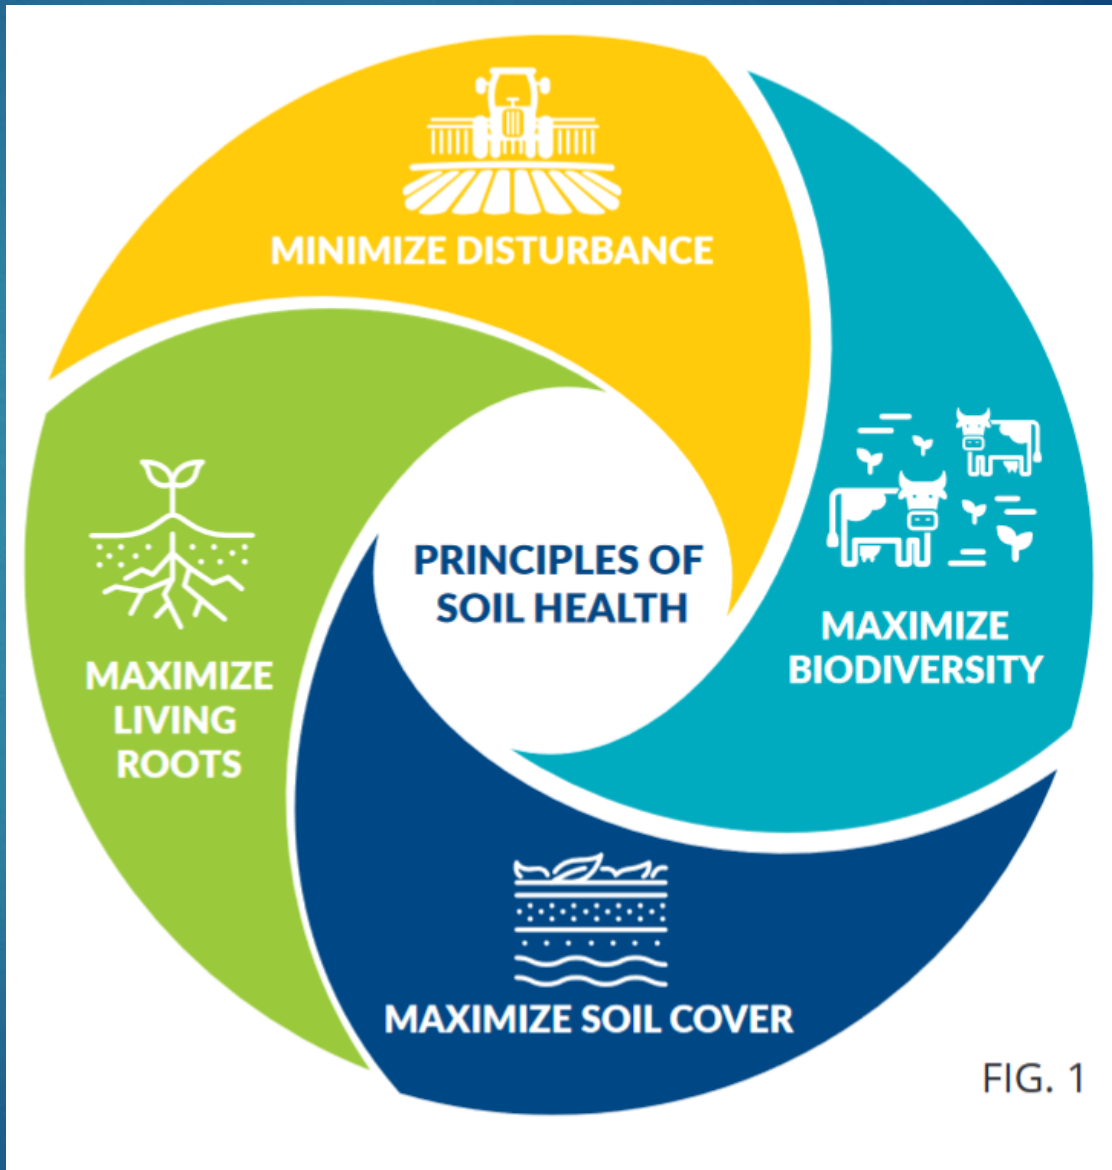 MINIMIZE DISTURBANCE
MAXIMIZE
BIODIVERSITY
PRINCIPLES OF
SOIL HEALTH
MAXIMIZE
LIVING
ROOTS
MAXIMIZE SOIL COVER
FIG. 1